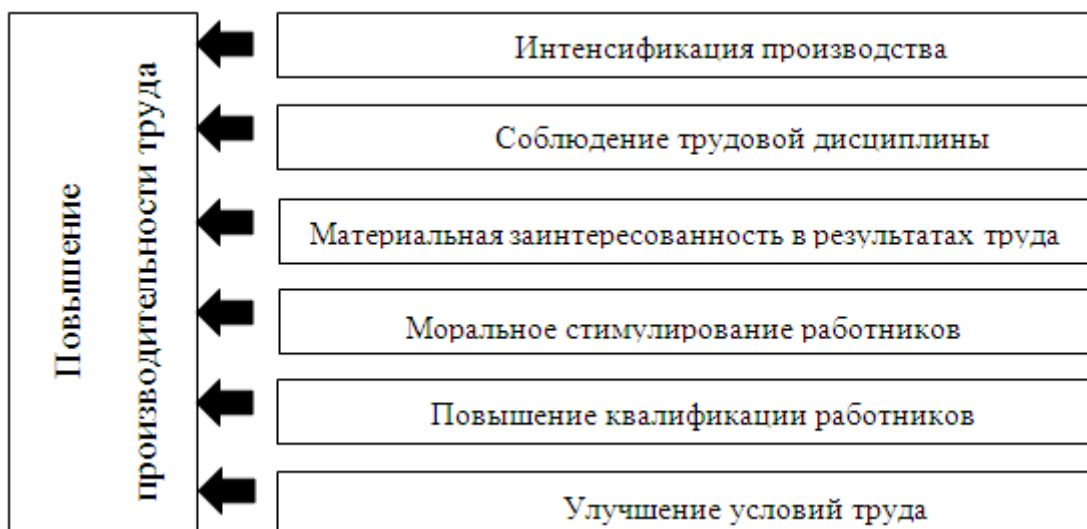 Повышение
производительности труда
Интенсификация производства
Соблюдение трудовой дисциплины
Материальная заинтересованность в результатах труда
Моральное стимулирование работников
Повышение квалификации работников
Улучшение условий труда